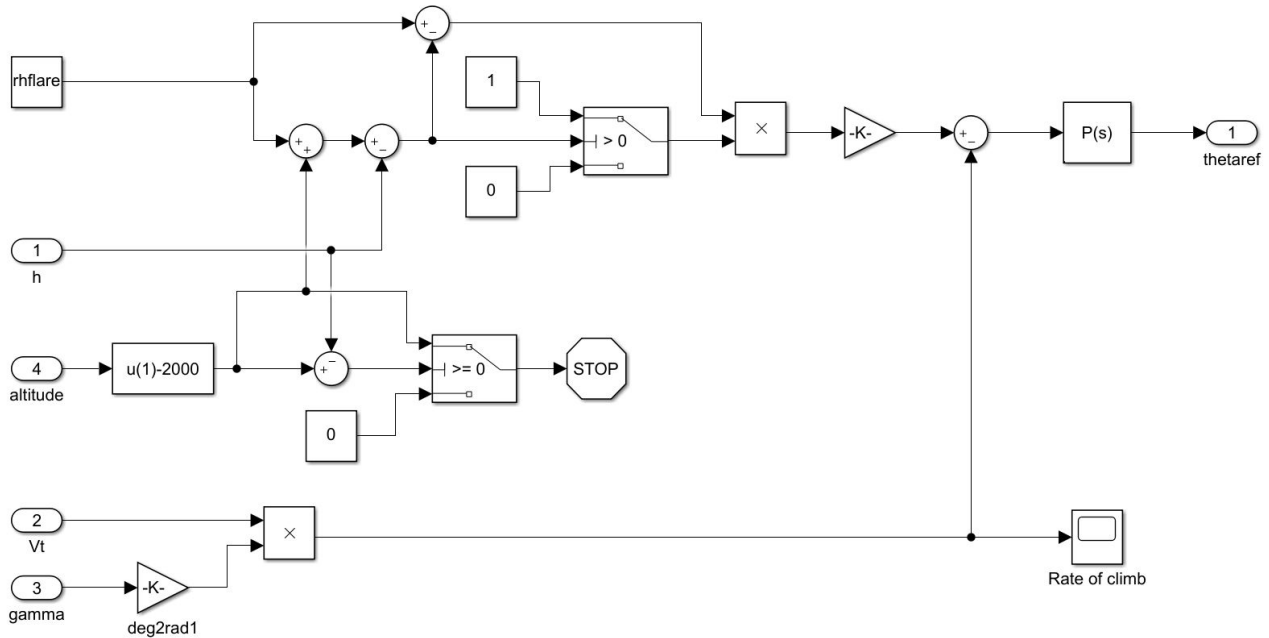 rhflare
+
−
1
+
+
+
−
> 0
0
×
-K-
+
−
P(s)
1
thetaref
1
h
4
altitude
u(1)-2000
−
+
>= 0
STOP
0
2
Vt
×
3
gamma
-K-
deg2rad1
Rate of climb